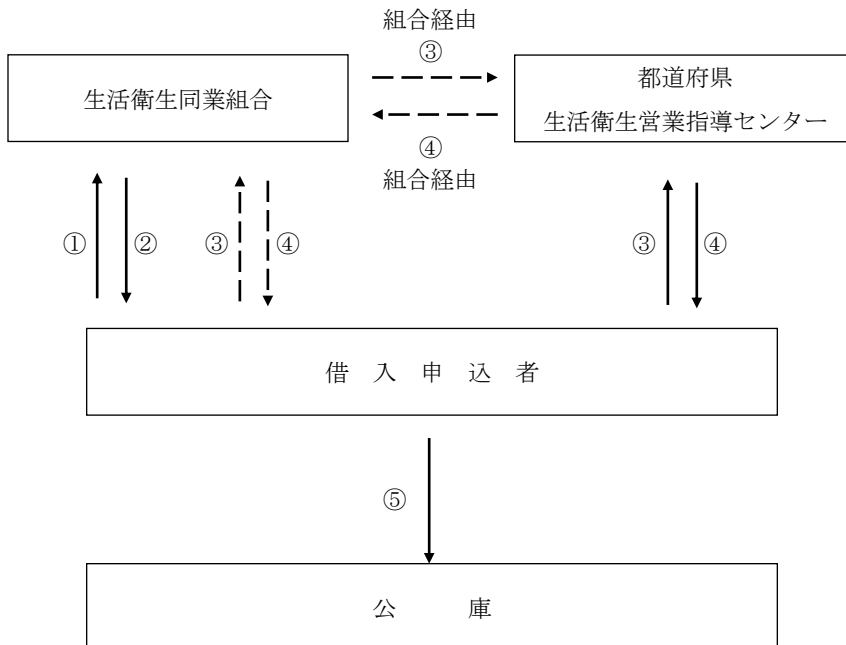 組合経由
③
生活衛生同業組合
都道府県
生活衛生営業指導センター
④
組合経由
①
②
③
④
③
④
借 入 申 込 者
⑤
公 庫